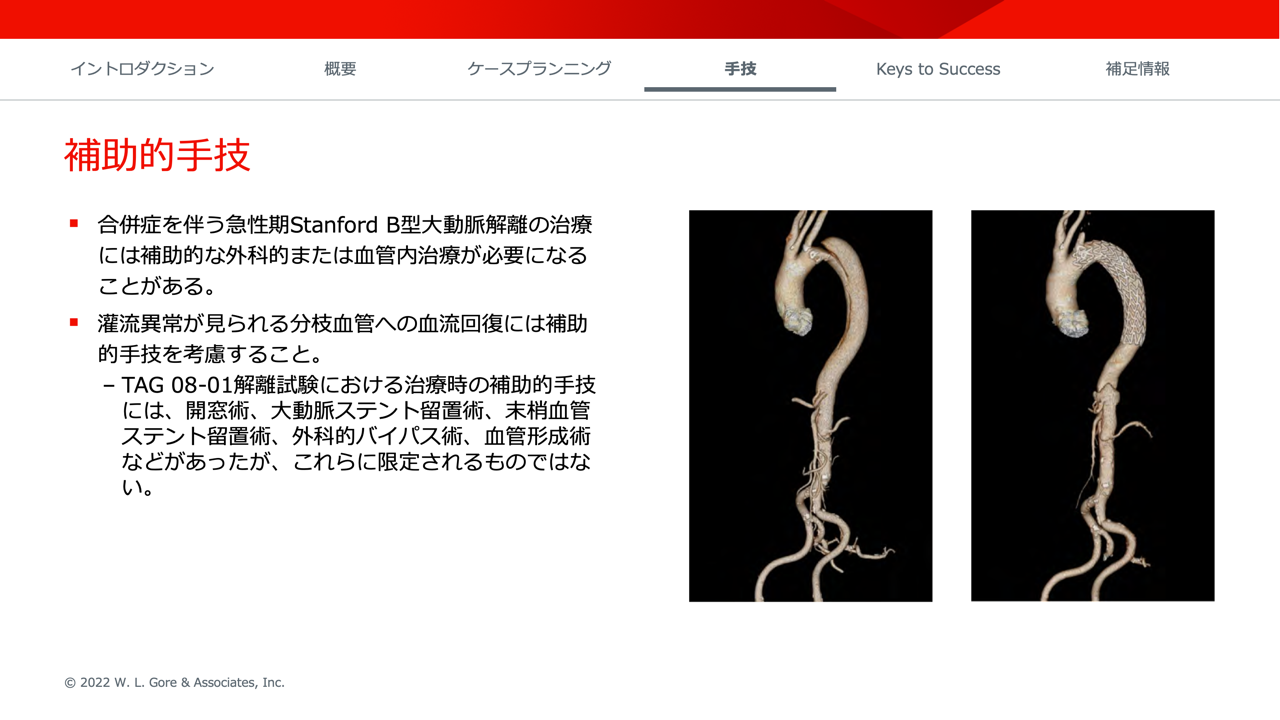 イントロダクション
概要
ケースプランニング
手技
Keys to Success
補足情報
補助的手技
▪ 合併症を伴う急性期Stanford B型大動脈解離の治療
には補助的な外科的または血管内治療が必要になる
ことがある。
▪ 灌流異常が見られる分枝血管への血流回復には補助
的手技を考慮すること。
– TAG 08-01解離試験における治療時の補助的手技
には、開窓術、大動脈ステント留置術、末梢血管
ステント留置術、外科的バイパス術、血管形成術
などがあったが、これらに限定されるものではな
い。
© 2022 W. L. Gore & Associates, Inc.